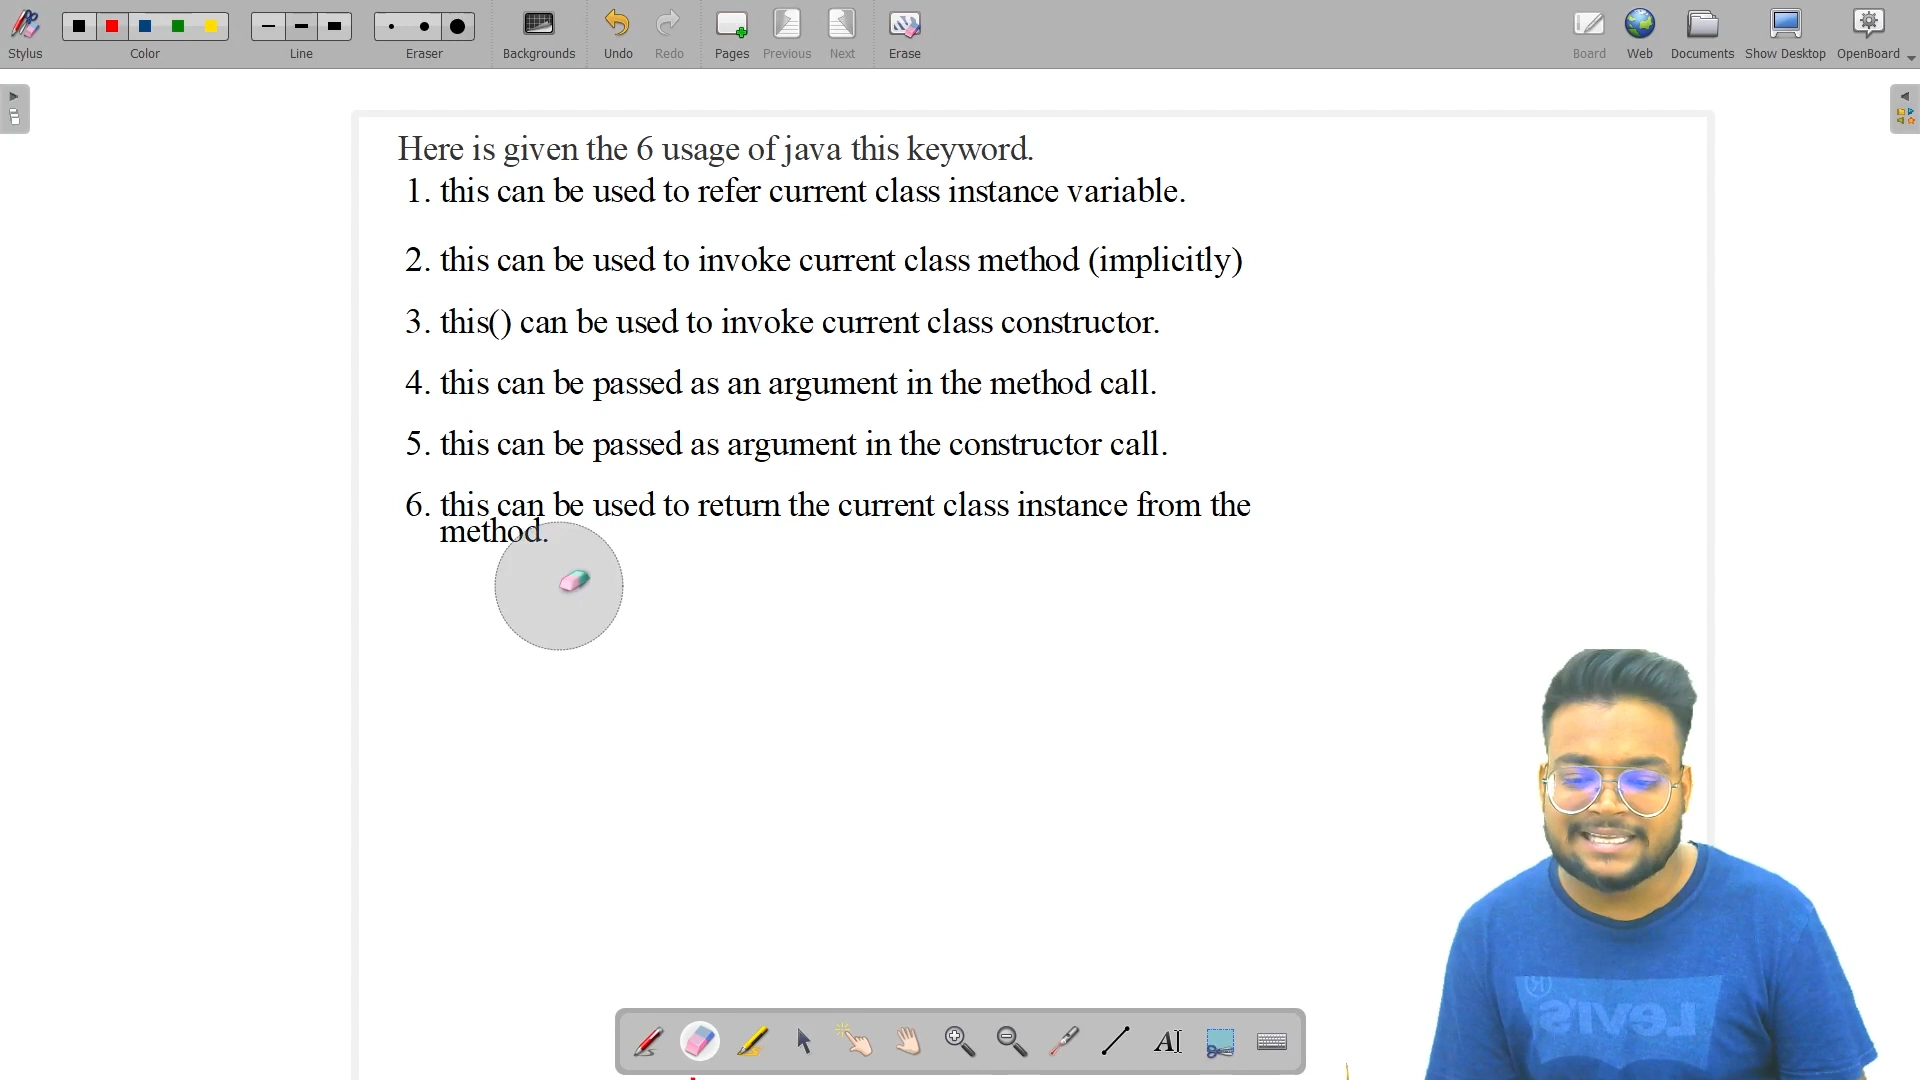 Stylus
Color
Line
Eraser
Backgrounds
Undo
Redo
Pages
Previous
Next
Erase
Board
Web
Documents
Show Desktop
OpenBoard
Here is given the 6 usage of java this keyword.
1. this can be used to refer current class instance variable.
2. this can be used to invoke current class method (implicitly)
3. this() can be used to invoke current class constructor.
4. this can be passed as an argument in the method call.
5. this can be passed as argument in the constructor call.
6. this can be used to return the current class instance from the
method.
Levi's